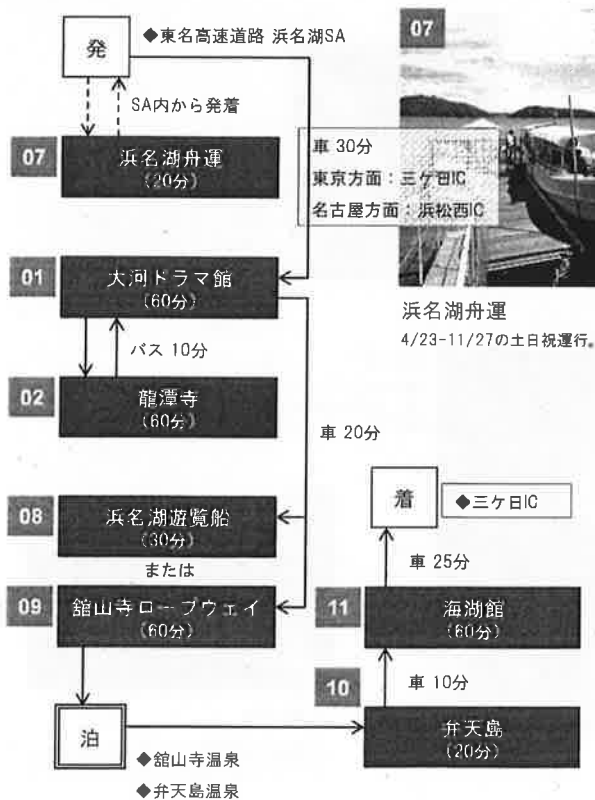 発
◆東名高速道路 浜名湖SA
SA内から発着
07
浜名湖舟運
(20分)
車 30分
東京方面：三ケ日IC
名古屋方面：浜松西IC
07
浜名湖舟運
4/23-11/27の土日祝運行。
01
大河ドラマ館
(60分)
バス 10分
02
龍潭寺
(60分)
車 20分
08
浜名湖遊覧船
(30分)
または
09
舘山寺ロープウェイ
(60分)
泊
◆舘山寺温泉
◆弁天島温泉
着
◆三ケ日IC
車 25分
11
海湖館
(60分)
車 10分
10
弁天島
(20分)